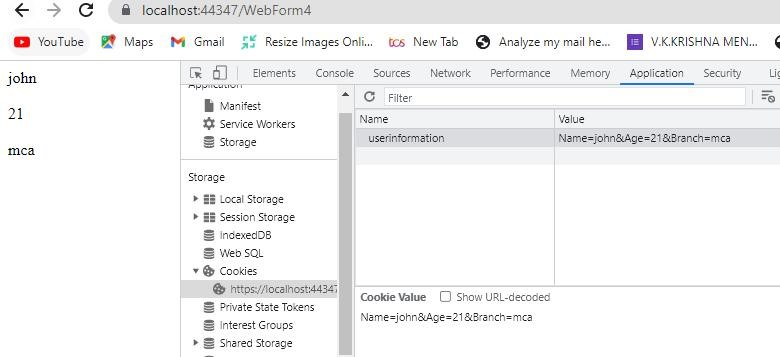 localhost:44347/WebForm4
YouTube Maps Gmail Resize Images Onli... tcs New Tab Analyze my mail he... V.K.KRISHNA MEN...
john
21
mca
Elements Console Sources Network Performance Memory Application Security Lig
Application
Manifest
Service Workers
Storage
Storage
Local Storage
Session Storage
IndexedDB
Web SQL
Cookies
https://localhost:44347
Private State Tokens
Interest Groups
Shared Storage
Filter
Name Value
userinformation Name=john&Age=21&Branch=mca
Cookie Value Show URL-decoded
Name=john&Age=21&Branch=mca